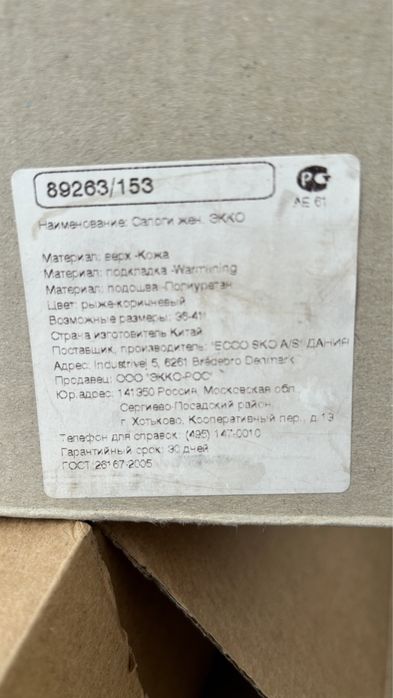 89263/153
РСТ
АЕ 61
Наименование: Сапоги жен. ЭККО
Материал: верх -Кожа
Материал: подкладка -Warmlining
Материал: подошва -Полиуретан
Цвет: рыже-коричневый
Возможные размеры: 36-41
Страна изготовитель Китай
Поставщик, производитель: "ECCO SKO A/S" ДАНИЯ
Адрес: Industrivej 5, 6261 Bredebro Denmark
Продавец: ООО "ЭККО-РОС"
Юр.адрес: 141350 Россия, Московская обл.,
Сергиево-Посадский район,
г. Хотьково, Кооперативный пер., д.13
Телефон для справок: (495) 147-0010
Гарантийный срок: 30 дней
ГОСТ 26167-2005